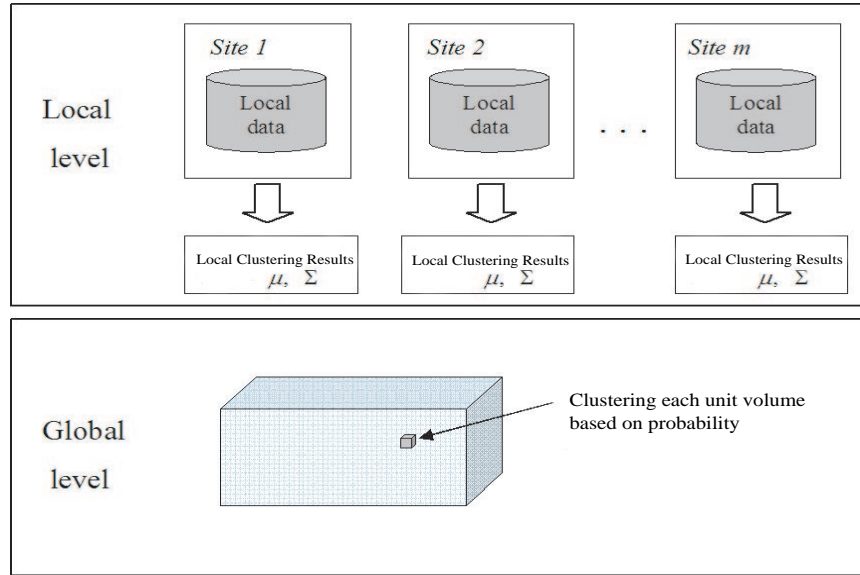 Site 1
Site 2
Site m
Local
level
Local
data
Local
data
. . .
Local
data
Local Clustering Results
μ, Σ
Local Clustering Results
μ, Σ
Local Clustering Results
μ, Σ
Global
level
Clustering each unit volume
based on probability